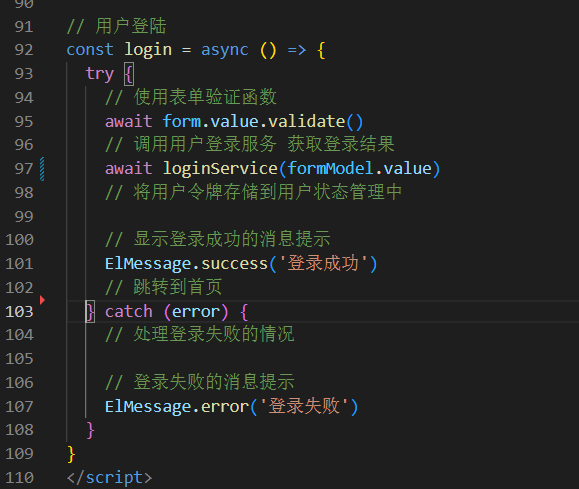 90
91 // 用户登陆
92 const login = async () => {
93 try {
94 // 使用表单验证函数
95 await form.value.validate()
96 // 调用用户登录服务 获取登录结果
97 await loginService(formModel.value)
98 // 将用户令牌存储到用户状态管理中
99
100 // 显示登录成功的消息提示
101 ElMessage.success('登录成功')
102 // 跳转到首页
103 } catch (error) {
104 // 处理登录失败的情况
105
106 // 登录失败的消息提示
107 ElMessage.error('登录失败')
108 }
109 }
110 </script>